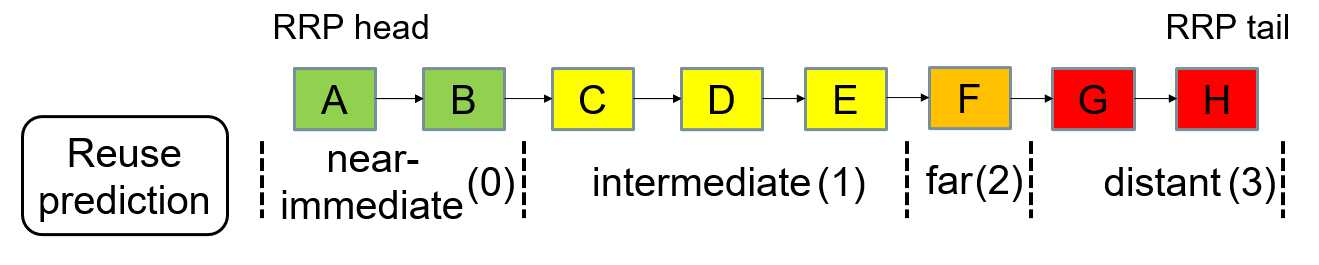 RRP head
RRP tail
A B C D E F G H
Reuse
prediction
near-
immediate (0)
intermediate (1)
far (2)
distant (3)